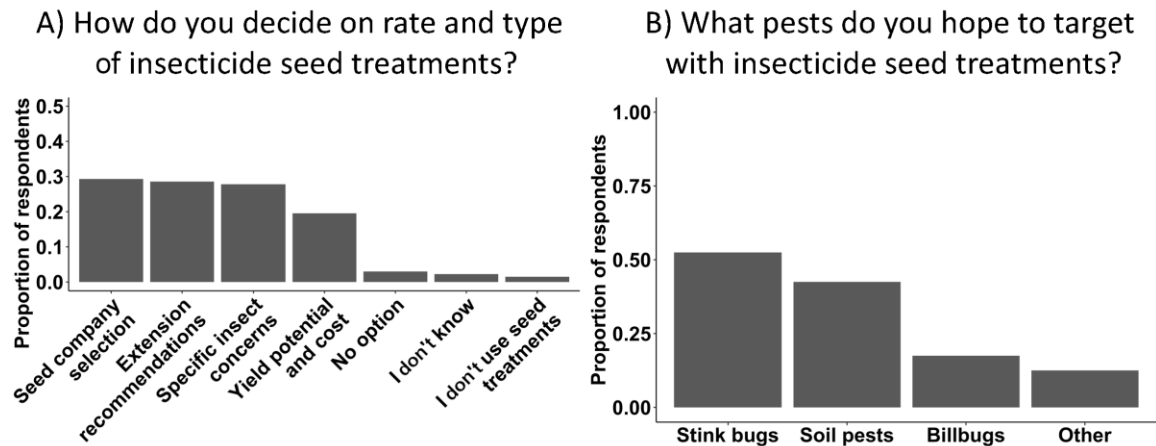 A) How do you decide on rate and type
of insecticide seed treatments?
Proportion of respondents
0.5
0.4
0.3
0.2
0.1
0.0
Seed company
selection
Extension
recommendations
Specific insect
concerns
Yield potential
and cost
No option
I don't know
I don't use seed
treatments
B) What pests do you hope to target
with insecticide seed treatments?
Proportion of respondents
1.00
0.75
0.50
0.25
0.00
Stink bugs
Soil pests
Billbugs
Other